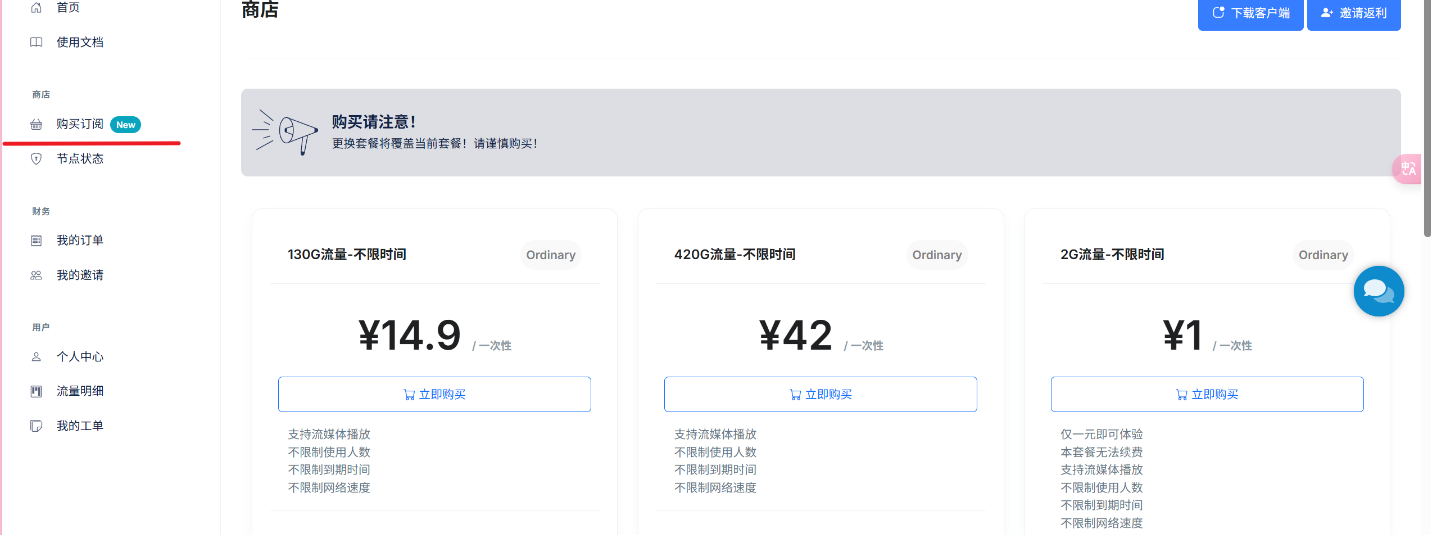 首页
使用文档
商店
购买订阅 New
节点状态
财务
我的订单
我的邀请
用户
个人中心
流量明细
我的工单
商店
下载客户端
邀请返利
购买请注意!
更换套餐将覆盖当前套餐! 请谨慎购买!
130G流量-不限时间 Ordinary
¥14.9 / 一次性
立即购买
支持流媒体播放
不限制使用人数
不限制到期时间
不限制网络速度
420G流量-不限时间 Ordinary
¥42 / 一次性
立即购买
支持流媒体播放
不限制使用人数
不限制到期时间
不限制网络速度
2G流量-不限时间 Ordinary
¥1 / 一次性
立即购买
仅一元即可体验
本套餐无法续费
支持流媒体播放
不限制使用人数
不限制到期时间
不限制网络速度